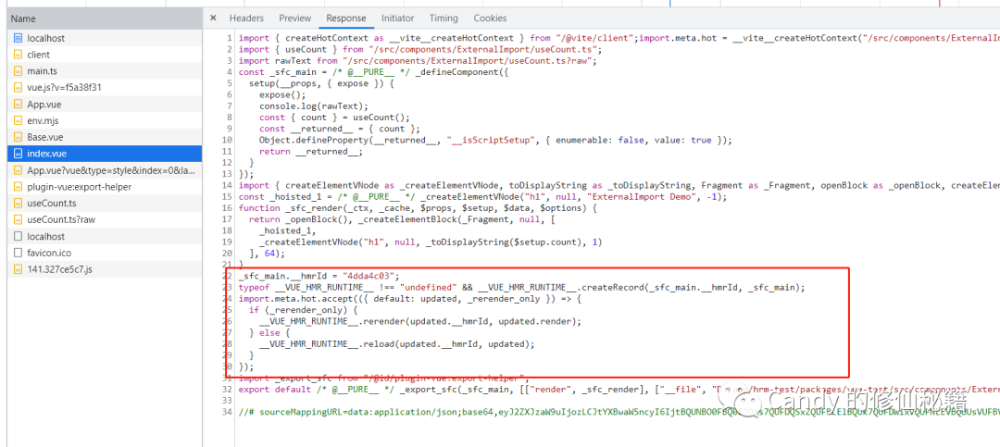 Name
× Headers Preview Response Initiator Timing Cookies
localhost
client
main.ts
vue.js?v=f5a38f31
App.vue
env.mjs
Base.vue
index.vue
App.vue?vue&type=style&index=0&la...
plugin-vue:export-helper
useCount.ts
useCount.ts?raw
localhost
favicon.ico
141.327ce5c7.js
1 import { createHotContext as __vite__createHotContext } from "/@vite/client";import.meta.hot = __vite__createHotContext("/src/components/ExternalIm
2 import { useCount } from "/src/components/ExternalImport/useCount.ts";
3 import rawText from "/src/components/ExternalImport/useCount.ts?raw";
4 const _sfc_main = /* @__PURE__ */ _defineComponent({
5 setup(__props, { expose }) {
6 expose();
7 console.log(rawText);
8 const { count } = useCount();
9 const __returned__ = { count };
10 Object.defineProperty(__returned__, "__isScriptSetup", { enumerable: false, value: true });
11 return __returned__;
12 }
13 });
14 import { createElementVNode as _createElementVNode, toDisplayString as _toDisplayString, Fragment as _Fragment, openBlock as _openBlock, createElem
15 const _hoisted_1 = /* @__PURE__ */ _createElementVNode("h1", null, "ExternalImport Demo", -1);
16 function _sfc_render(_ctx, _cache, $props, $setup, $data, $options) {
17 return _openBlock(), _createElementBlock(_Fragment, null, [
18 _hoisted_1,
19 _createElementVNode("h1", null, _toDisplayString($setup.count), 1)
20 ], 64);
21 }
22 _sfc_main.__hmrId = "4dda4c03";
23 typeof __VUE_HMR_RUNTIME__ !== "undefined" && __VUE_HMR_RUNTIME__.createRecord(_sfc_main.__hmrId, _sfc_main);
24 import.meta.hot.accept(({ default: updated, _rerender_only }) => {
25 if (_rerender_only) {
26 __VUE_HMR_RUNTIME__.rerender(updated.__hmrId, updated.render);
27 } else {
28 __VUE_HMR_RUNTIME__.reload(updated.__hmrId, updated);
29 }
30 });
31 import _export_sfc from "/@id/plugin-vue:export-helper";
32 export default /* @__PURE__ */ _export_sfc(_sfc_main, [["render", _sfc_render], ["__file", /hrm-test/packages/vue-test/src/components/Exter
33
34 //# sourceMappingURL=data:application/json;base64,
Candy 的修仙秘籍